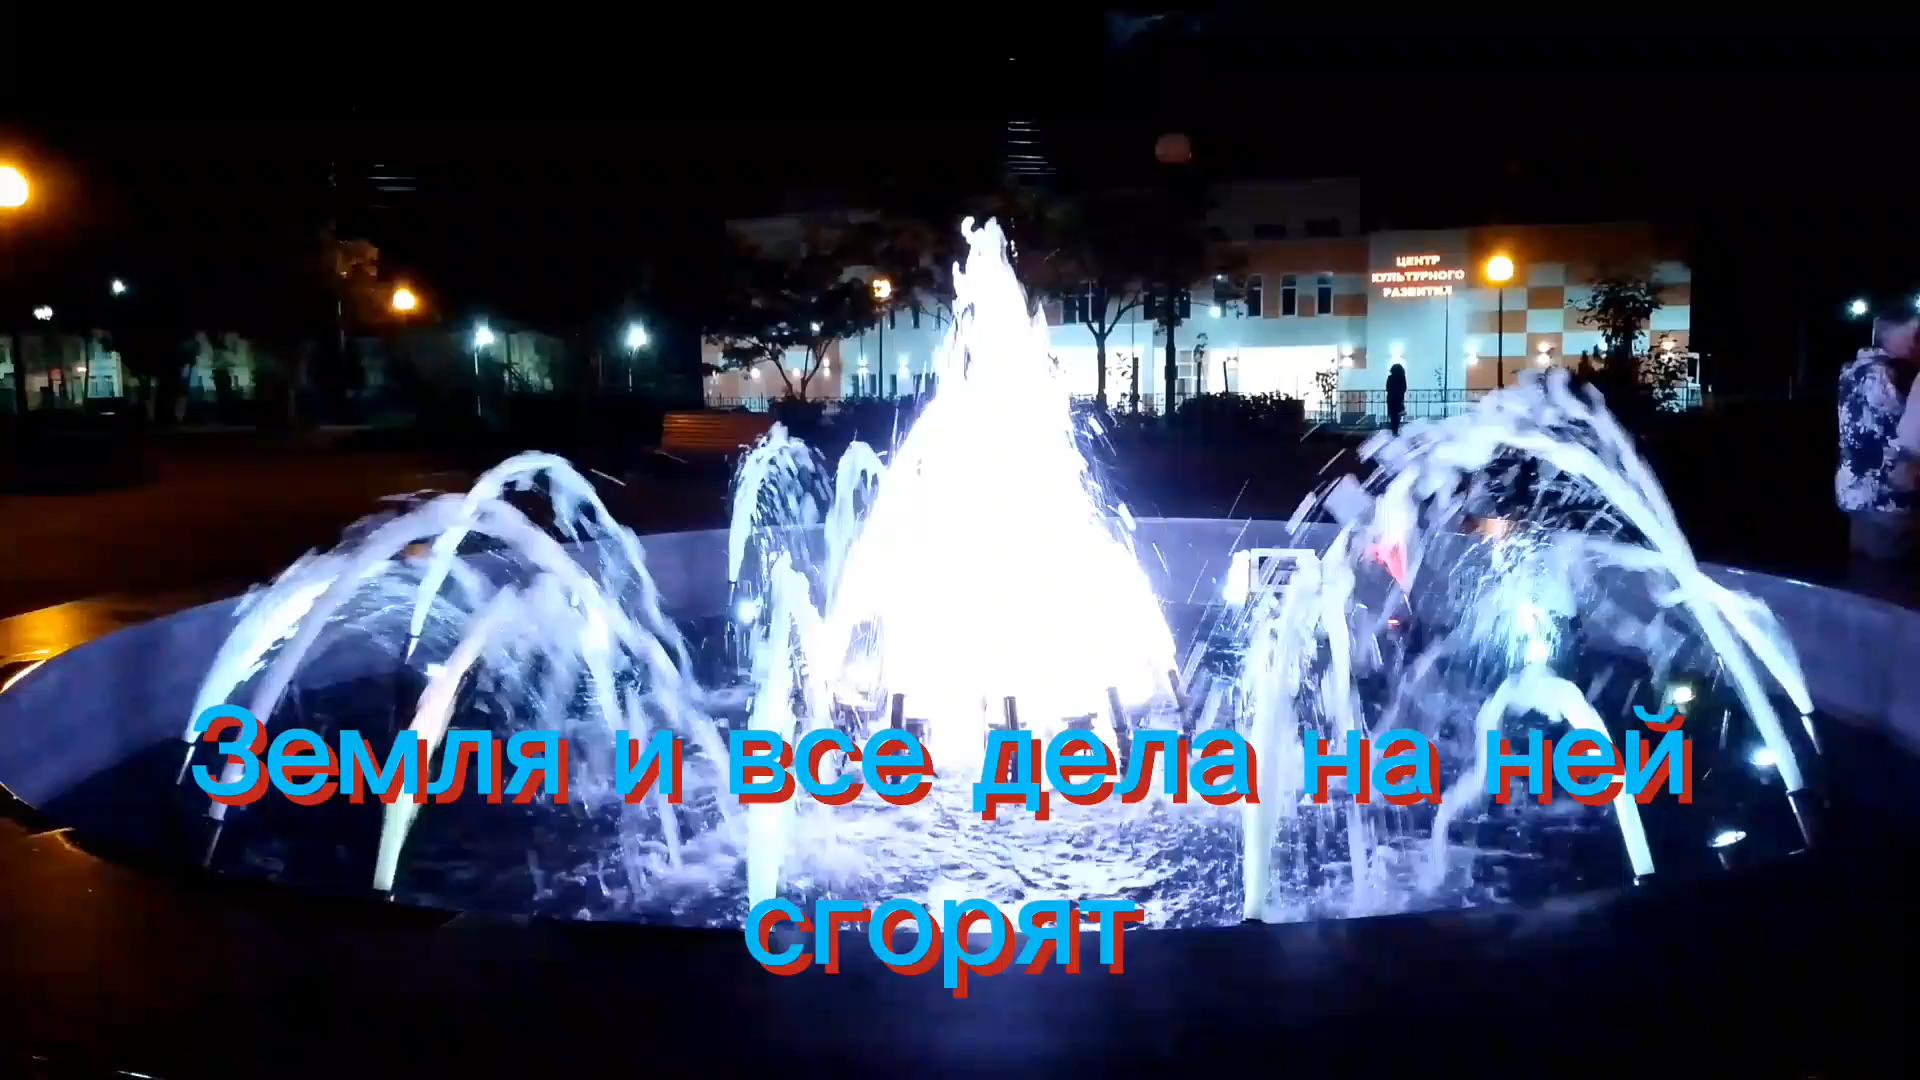 ЦЕНТР
КУЛЬТУРНОГО
РАЗВИТИЯ
Земля и все дела на ней
сгорят